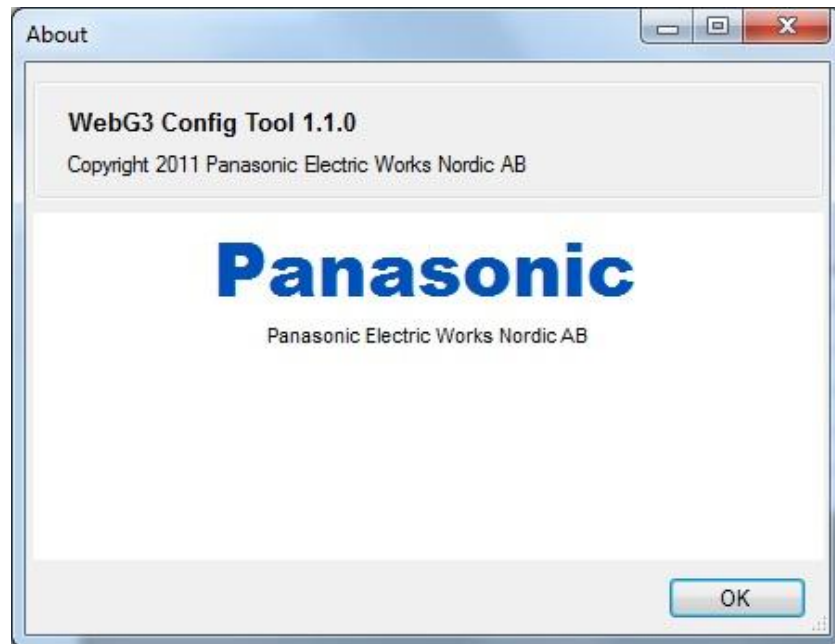 About
WebG3 Config Tool 1.1.0
Copyright 2011 Panasonic Electric Works Nordic AB
Panasonic
Panasonic Electric Works Nordic AB
OK